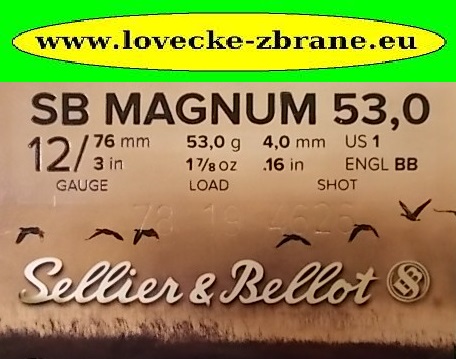 www.lovecke-zbrane.eu
SB MAGNUM 53,0
12/ 76 mm 53,0 g 4,0 mm US 1
3 in 1⅞ oz .16 in ENGL BB
GAUGE LOAD SHOT
Sellier & Bellot